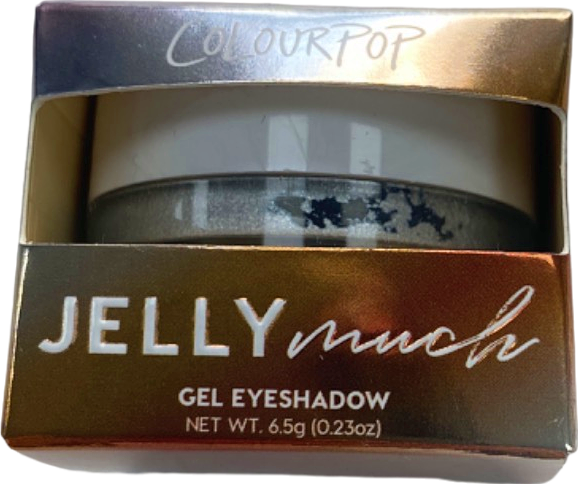 COLOURPOP
JELLY much
GEL EYESHADOW
NET WT. 6.5g (0.23oz)